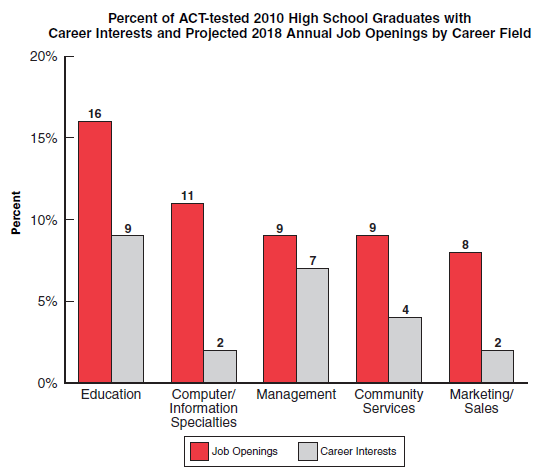 Percent of ACT-tested 2010 High School Graduates with
Career Interests and Projected 2018 Annual Job Openings by Career Field
20%
15%
10%
5%
0%
Percent
16
9
11
2
9
7
9
4
8
2
Education
Computer/
Information
Specialties
Management
Community
Services
Marketing/
Sales
Job Openings
Career Interests